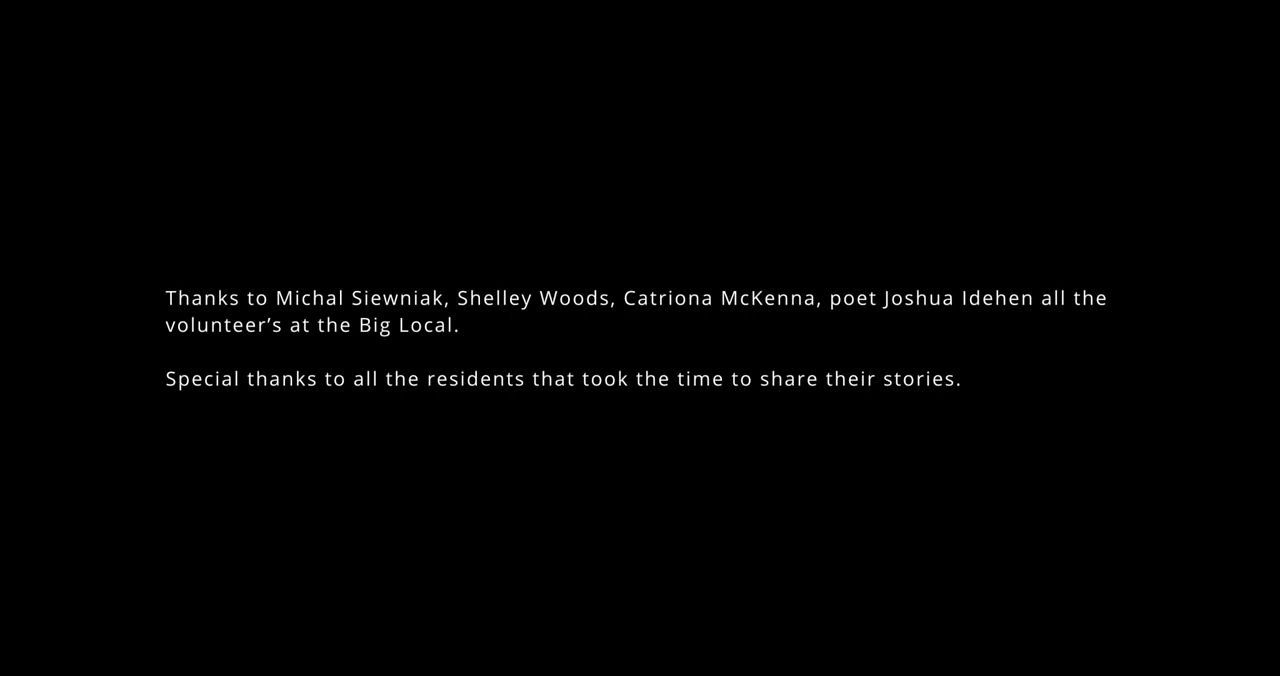 Thanks to Michal Siewniak, Shelley Woods, Catriona McKenna, poet Joshua Idehen all the
volunteer’s at the Big Local.
Special thanks to all the residents that took the time to share their stories.